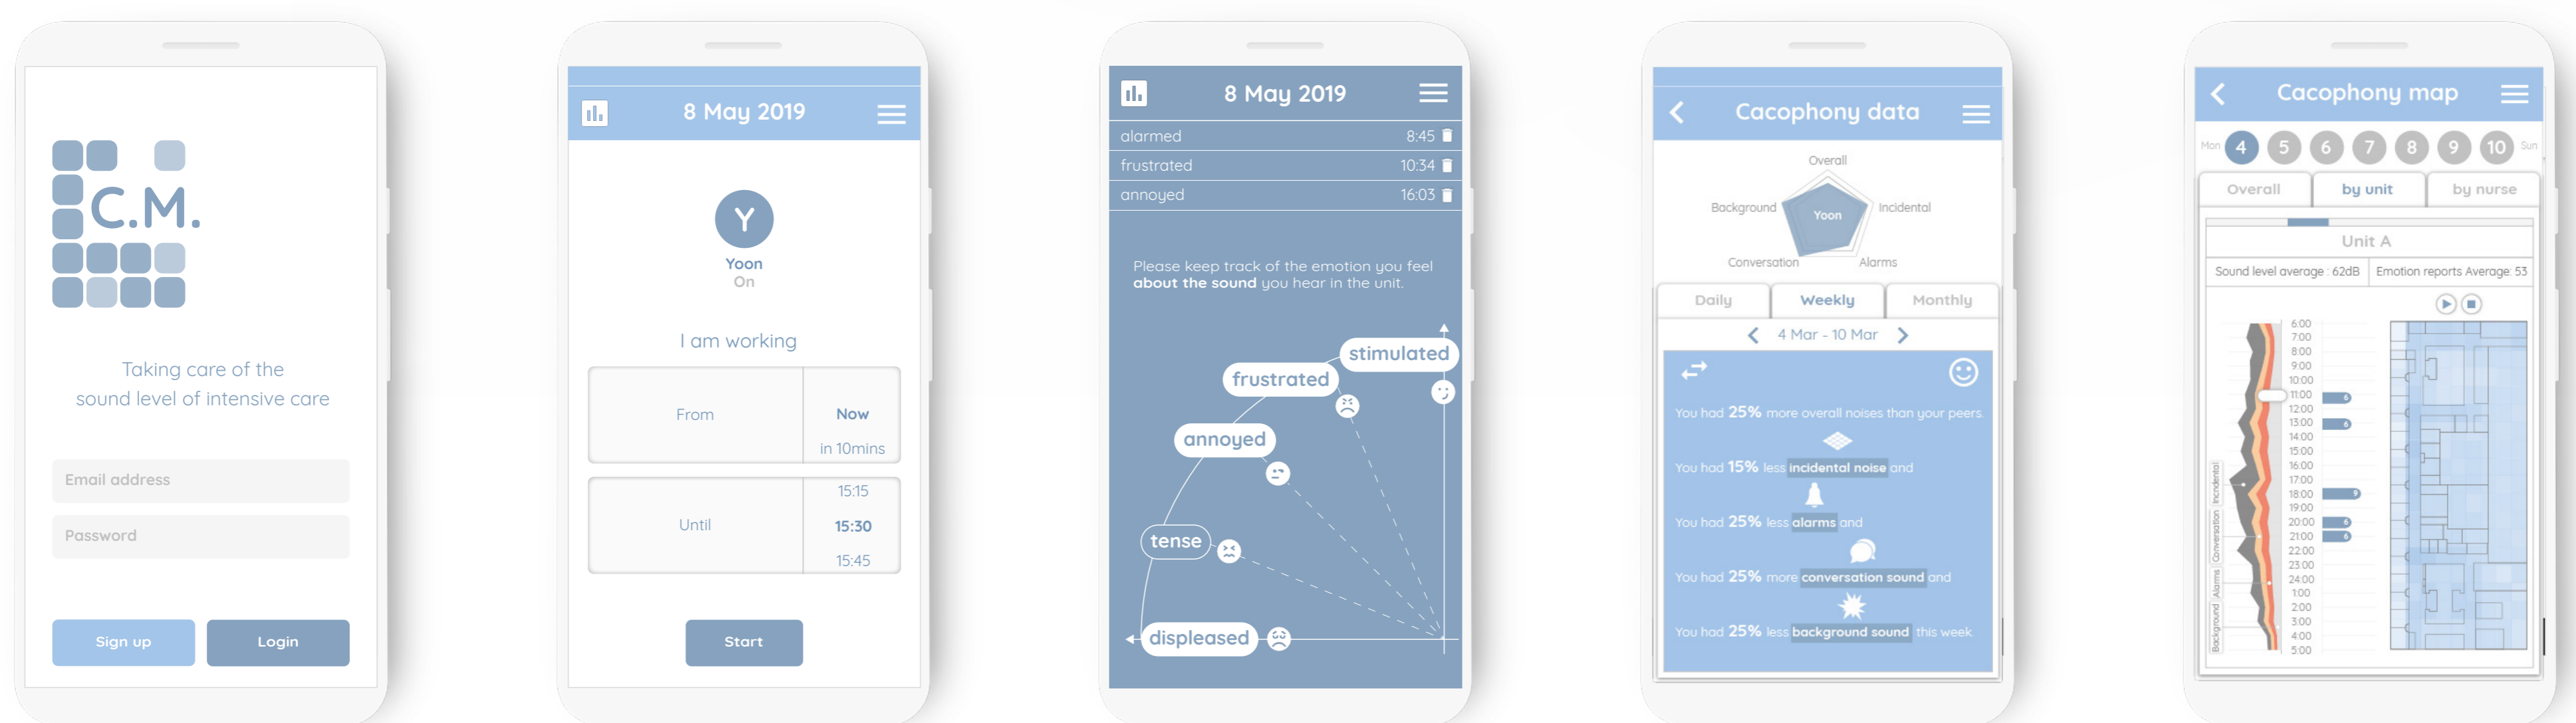 C.M.
Taking care of the
sound level of intensive care
Email address
Password
Sign up
Login
8 May 2019
Y
Yoon
On
I am working
From
Now
in 10mins
Until
15:15
15:30
15:45
Start
8 May 2019
alarmed 8:45
frustrated 10:34
annoyed 16:03
Please keep track of the emotion you feel
about the sound you hear in the unit.
stimulated
frustrated
annoyed
tense
displeased
Cacophony data
Overall
Background
Incidental
Yoon
Conversation
Alarms
Daily Weekly Monthly
4 Mar - 10 Mar
You had 25% more overall noises than your peers.
You had 15% less incidental noise and
You had 25% less alarms and
You had 25% more conversation sound and
You had 25% less background sound this week
Cacophony map
Mon 4 5 6 7 8 9 10 Sun
Overall by unit by nurse
Unit A
Sound level average : 62dB Emotion reports Average: 53
6:00
7:00
8:00
9:00
10:00
11:00 6
12:00
13:00 6
14:00
15:00
16:00
17:00
18:00 9
19:00
20:00 6
21:00 6
22:00
23:00
24:00
1:00
2:00
3:00
4:00
5:00
Incndental
Conversation
Alarms
Background